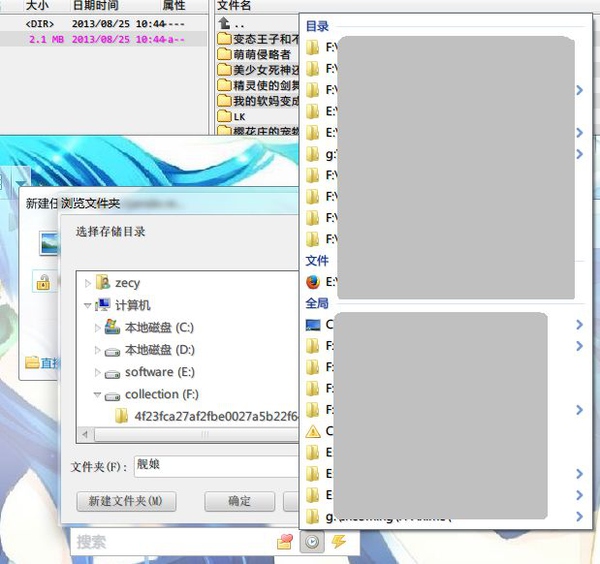 大小 日期时间 属性
<DIR> 2013/08/25 10:44 ----
2.1 MB 2013/08/25 10:44 -a--
文件名
..
变态王子和不
萌萌侵略者
美少女死神还
精灵使的剑舞
我的软妈变成
LK
樱花庄的宠物
新建任
浏览文件夹
选择存储目录
zecy
计算机
本地磁盘 (C:)
本地磁盘 (D:)
software (E:)
collection (F:)
4f23fca27af2fbe0027a5b22f6
直接
文件夹(F): 舰娘
新建文件夹(M) 确定
搜索
目录
F:\
F:\
F:\
E:\
E:\
g:
F:\
F:\
F:\
F:\
文件
E:\
全局
C
F:
F:
F:
F:
C
E
E:
E:
g:\